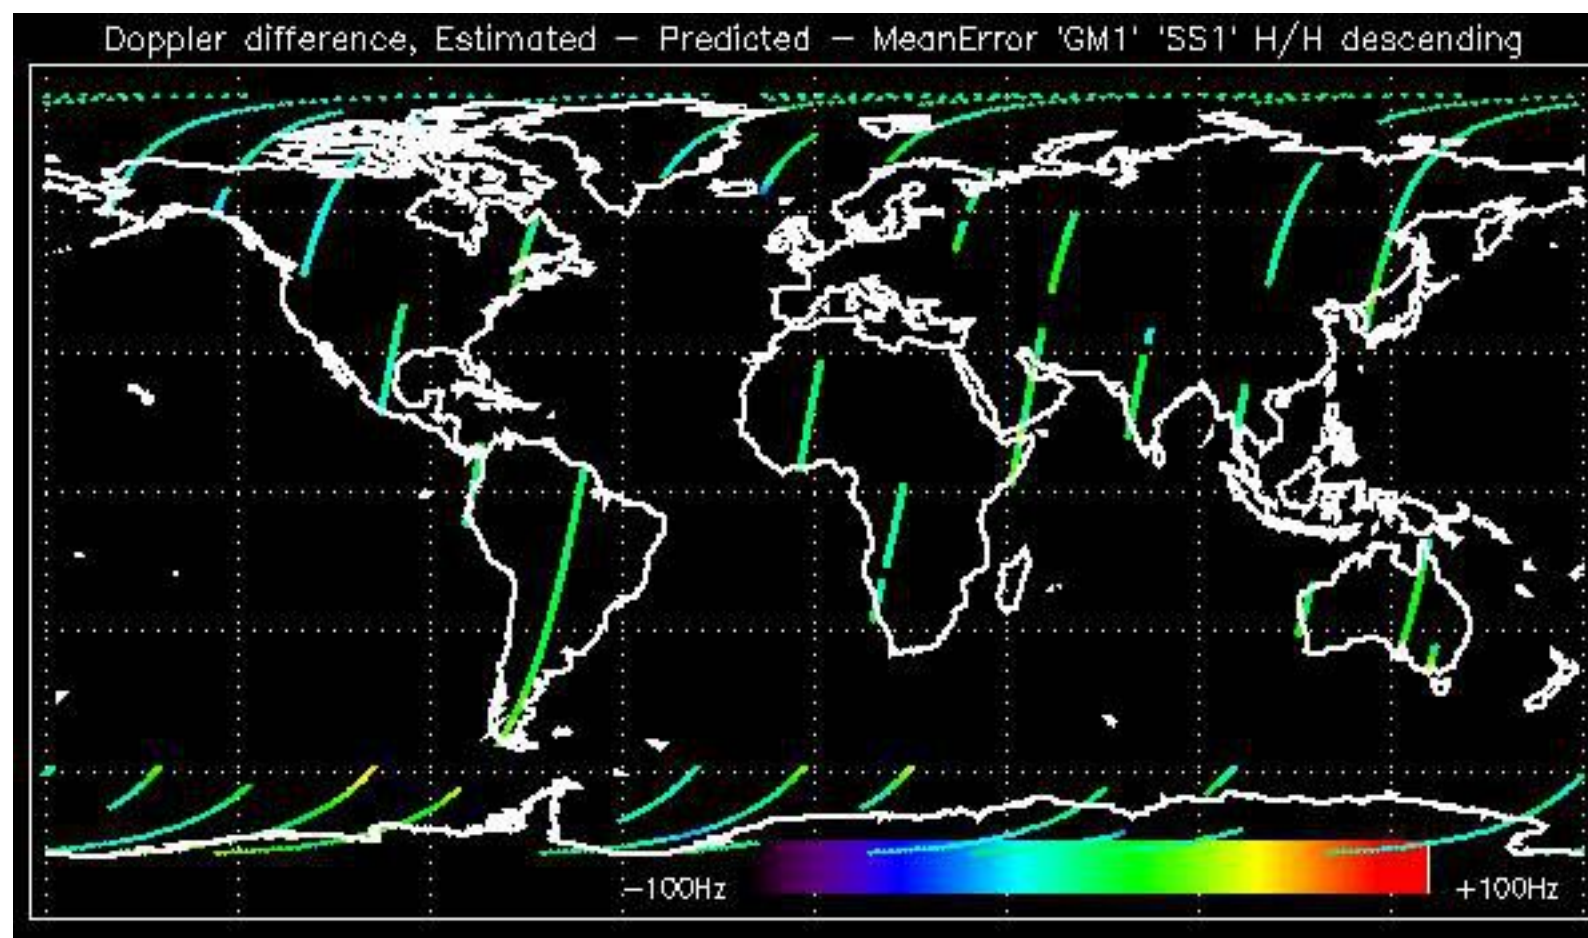 Doppler difference, Estimated - Predicted - MeanError 'GM1' 'SS1' H/H descending
-100Hz +100Hz